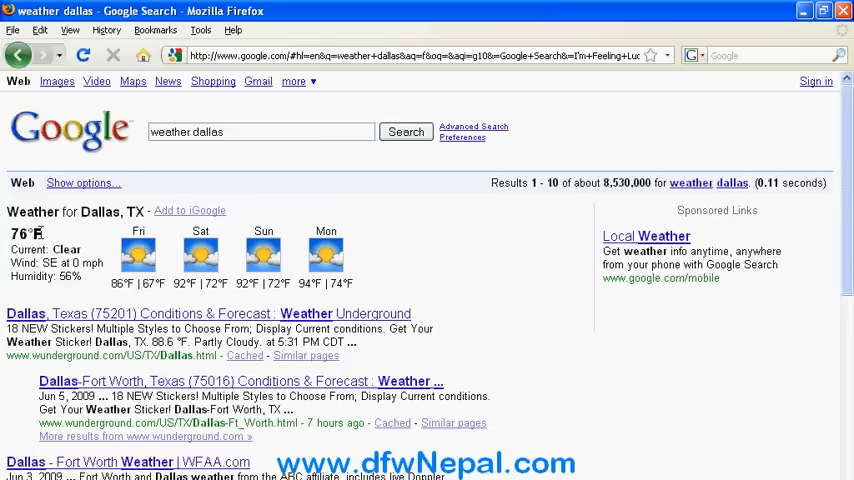 weather dallas - Google Search - Mozilla Firefox
File Edit View History Bookmarks Tools Help
http://www.google.com/#hl=en&q=weather+dallas&aq=f&oq=&aqi=g10&=Google+Search&=I'm+Feeling+Luc
Google
Web Images Video Maps News Shopping Gmail more ▼ Sign in
Google
weather dallas
Search
Advanced Search
Preferences
Web Show options... Results 1 - 10 of about 8,530,000 for weather dallas. (0.11 seconds)
Weather for Dallas, TX - Add to iGoogle
76°F
Current: Clear
Wind: SE at 0 mph
Humidity: 56%
Fri Sat Sun Mon
86°F | 67°F 92°F | 72°F 92°F | 72°F 94°F | 74°F
Sponsored Links
Local Weather
Get weather info anytime, anywhere
from your phone with Google Search
www.google.com/mobile
Dallas, Texas (75201) Conditions & Forecast : Weather Underground
18 NEW Stickers! Multiple Styles to Choose From; Display Current conditions. Get Your
Weather Sticker! Dallas, TX. 88.6 °F. Partly Cloudy. at 5:31 PM CDT ...
www.wunderground.com/US/TX/Dallas.html - Cached - Similar pages
Dallas-Fort Worth, Texas (75016) Conditions & Forecast : Weather ...
Jun 5, 2009 ... 18 NEW Stickers! Multiple Styles to Choose From; Display Current conditions.
Get Your Weather Sticker! Dallas-Fort Worth, TX ...
www.wunderground.com/US/TX/Dallas-Ft_Worth.html - 7 hours ago - Cached - Similar pages
More results from www.wunderground.com »
Dallas - Fort Worth Weather | WFAA.com
Jun 3, 2009 ... Fort Worth and Dallas weather from the ABC affiliate, includes live Doppler
www.dfwNepal.com